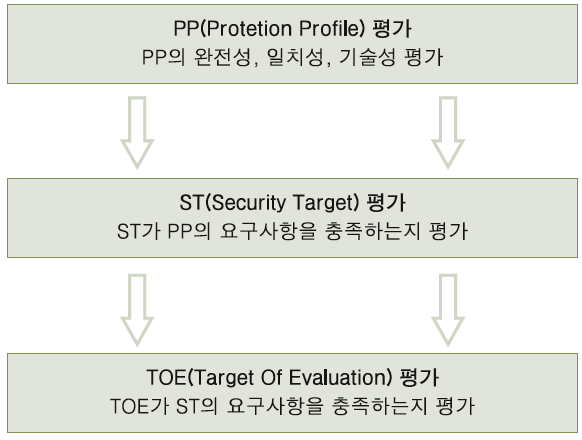 PP(Protetion Profile) 평가
PP의 완전성, 일치성, 기술성 평가
ST(Security Target) 평가
ST가 PP의 요구사항을 충족하는지 평가
TOE(Target Of Evaluation) 평가
TOE가 ST의 요구사항을 충족하는지 평가